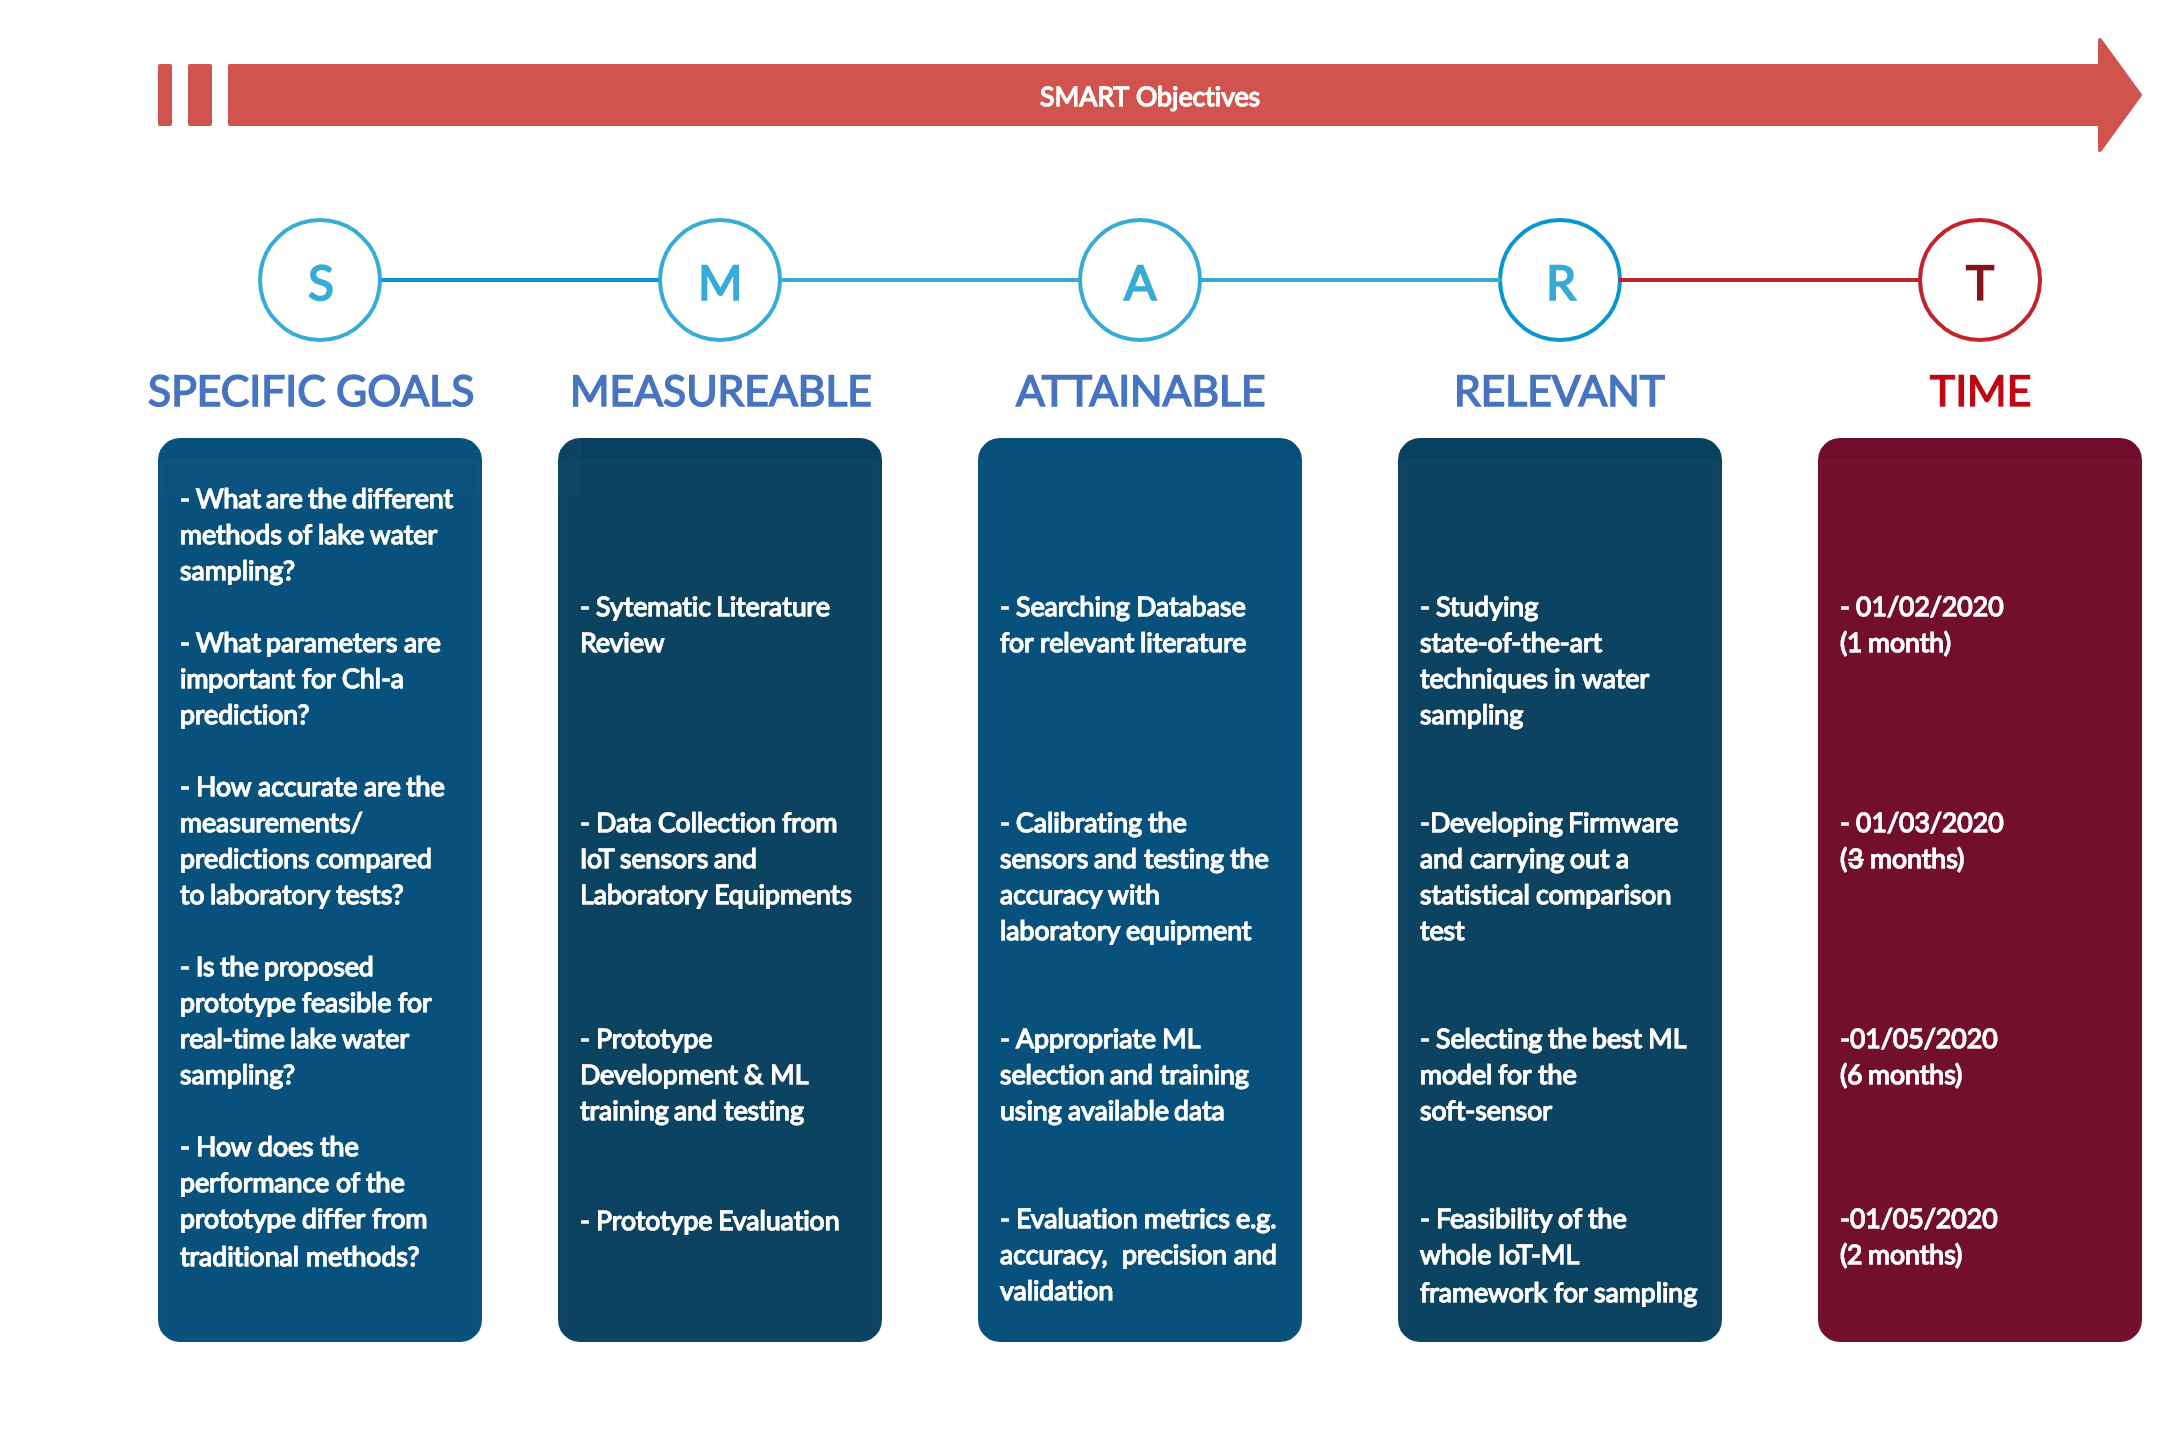 SMART Objectives
S
M
A
R
T
SPECIFIC GOALS
MEASUREABLE
ATTAINABLE
RELEVANT
TIME
- What are the different
methods of lake water
sampling?
- What parameters are
important for Chl-a
prediction?
- How accurate are the
measurements/
predictions compared
to laboratory tests?
- Is the proposed
prototype feasible for
real-time lake water
sampling?
- How does the
performance of the
prototype differ from
traditional methods?
- Sytematic Literature
Review
- Data Collection from
IoT sensors and
Laboratory Equipments
- Prototype
Development & ML
training and testing
- Prototype Evaluation
- Searching Database
for relevant literature
- Calibrating the
sensors and testing the
accuracy with
laboratory equipment
- Appropriate ML
selection and training
using available data
- Evaluation metrics e.g.
accuracy,  precision and
validation
- Studying
state-of-the-art
techniques in water
sampling
-Developing Firmware
and carrying out a
statistical comparison
test
- Selecting the best ML
model for the
soft-sensor
- Feasibility of the
whole IoT-ML
framework for sampling
- 01/02/2020
(1 month)
- 01/03/2020
(3 months)
-01/05/2020
(6 months)
-01/05/2020
(2 months)